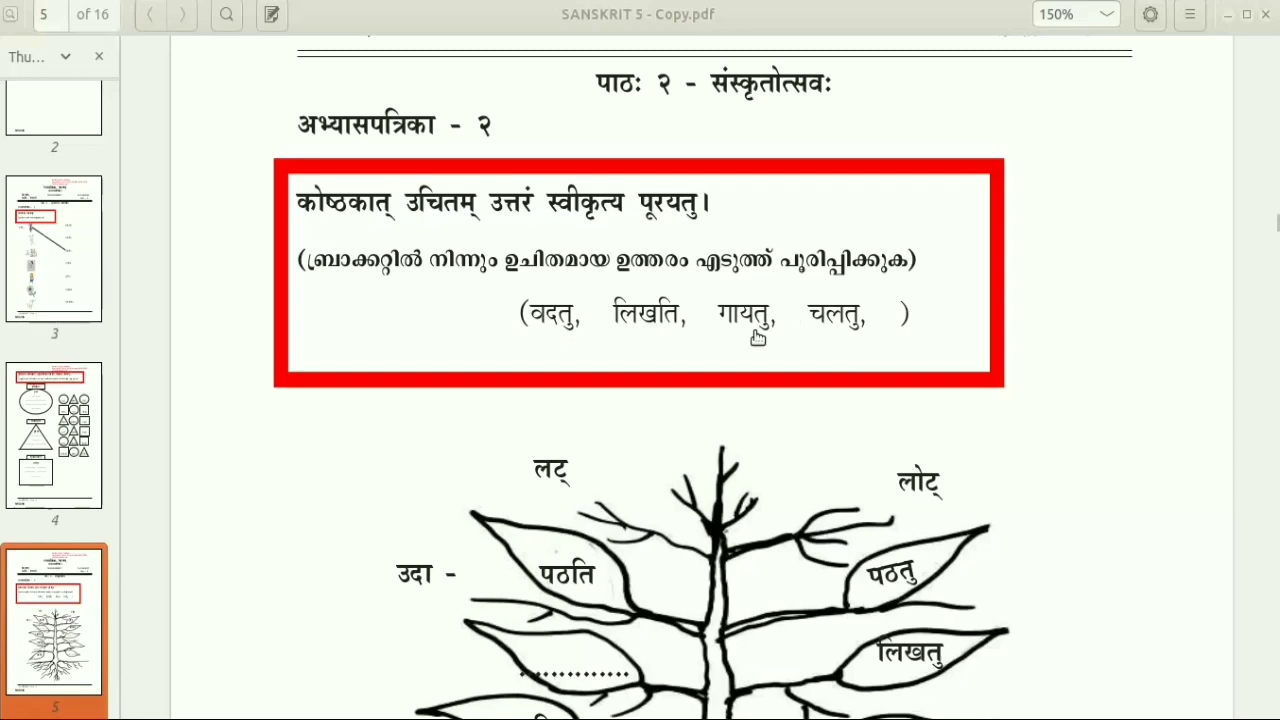 5 of 16
SANSKRIT 5 - Copy.pdf
150%
Thu...
2
3
4
5
पाठः २ - संस्कृतोत्सवः
अभ्यासपत्रिका - २
कोष्ठकात् उचितम् उत्तरं स्वीकृत्य पूरयतु।
(ബ്രാക്കറ്റിൽ നിന്നും ഉചിതമായ ഉത്തരം എടുത്ത് പൂരിപ്പിക്കുക)
(वदतु, लिखति, गायतु, चलतु, )
लट् लोट्
उदा - पठति पठतु
............. लिखतु